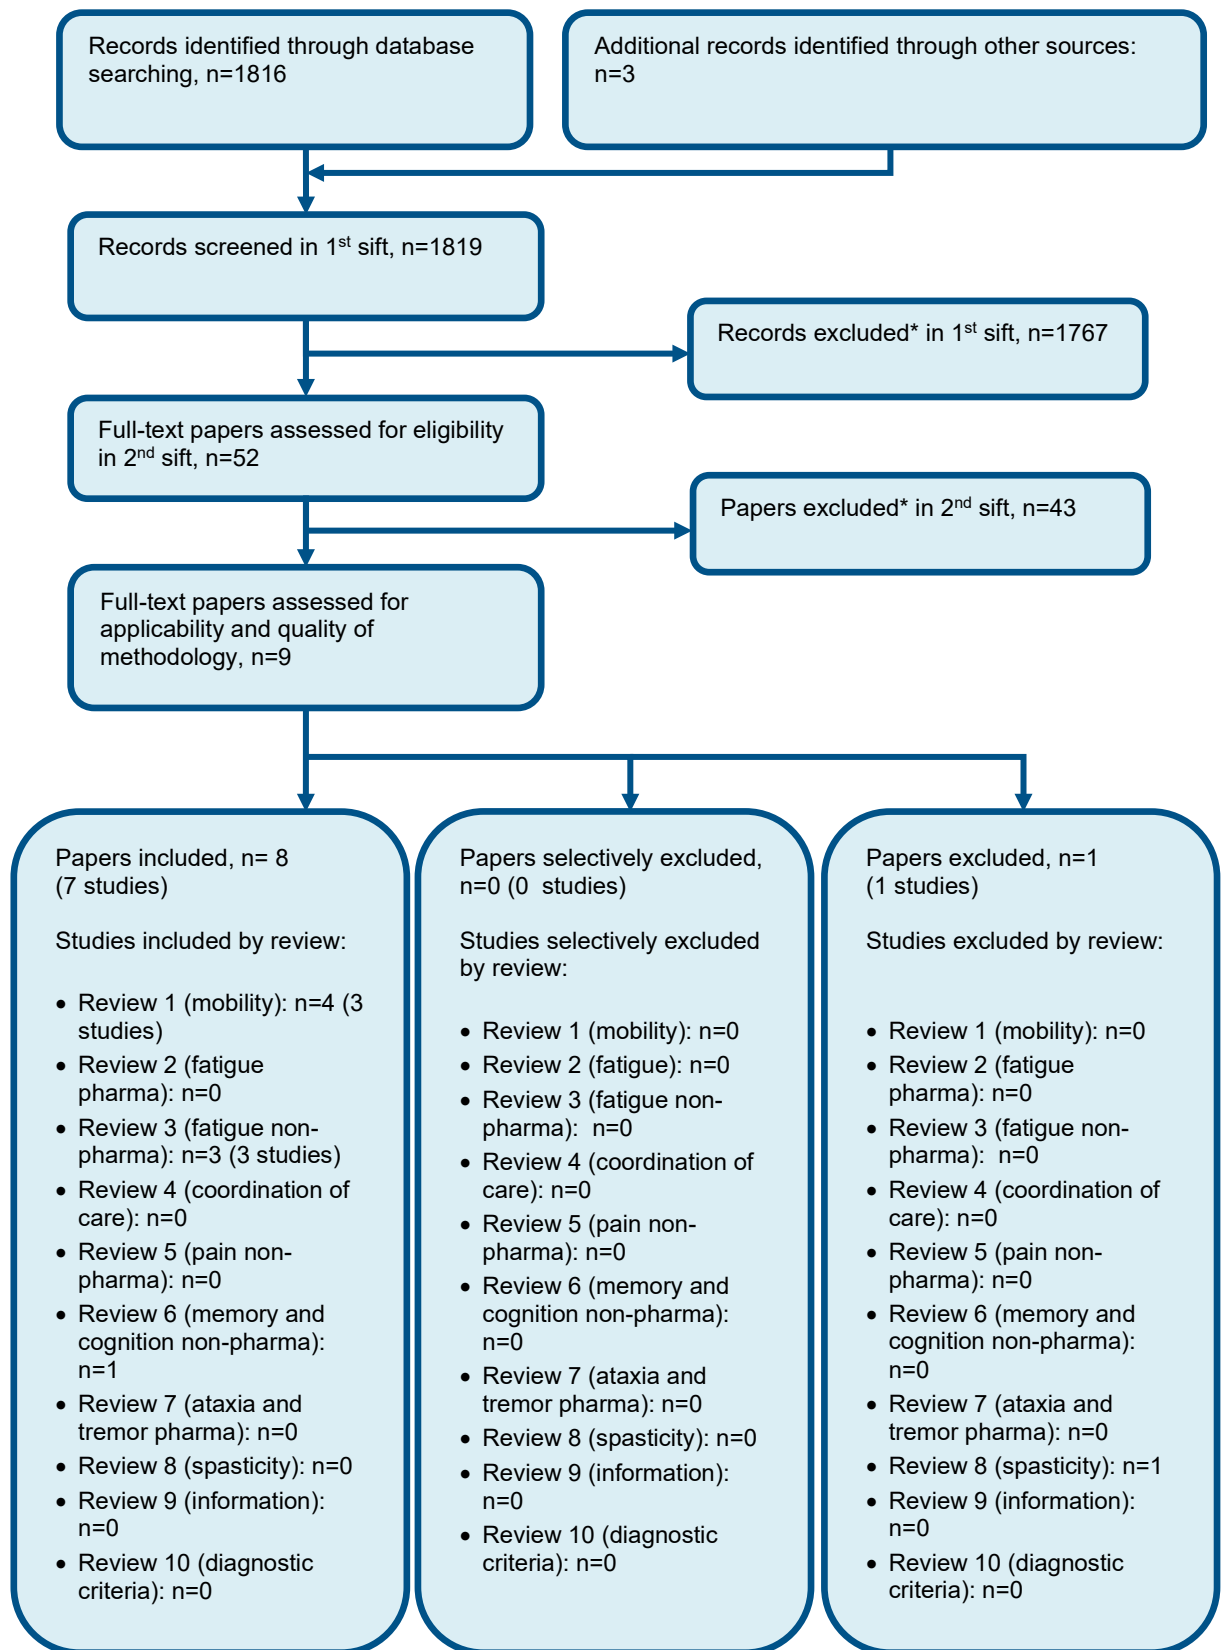 Records identified through database
searching, n=1816
Additional records identified through other sources:
n=3
Records screened in 1st sift, n=1819
Records excluded* in 1st sift, n=1767
Full-text papers assessed for eligibility
in 2nd sift, n=52
Papers excluded* in 2nd sift, n=43
Full-text papers assessed for
applicability and quality of
methodology, n=9
Papers included, n= 8
(7 studies)
Studies included by review:
• Review 1 (mobility): n=4 (3
studies)
• Review 2 (fatigue
pharma): n=0
• Review 3 (fatigue non-
pharma): n=3 (3 studies)
• Review 4 (coordination of
care): n=0
• Review 5 (pain non-
pharma): n=0
• Review 6 (memory and
cognition non-pharma):
n=1
• Review 7 (ataxia and
tremor pharma): n=0
• Review 8 (spasticity): n=0
• Review 9 (information):
n=0
• Review 10 (diagnostic
criteria): n=0
Papers selectively excluded,
n=0 (0  studies)
Studies selectively excluded
by review:
• Review 1 (mobility): n=0
• Review 2 (fatigue): n=0
• Review 3 (fatigue non-
pharma):  n=0
• Review 4 (coordination of
care): n=0
• Review 5 (pain non-
pharma): n=0
• Review 6 (memory and
cognition non-pharma):
n=0
• Review 7 (ataxia and
tremor pharma): n=0
• Review 8 (spasticity): n=0
• Review 9 (information):
n=0
• Review 10 (diagnostic
criteria): n=0
Papers excluded, n=1
(1 studies)
Studies excluded by review:
• Review 1 (mobility): n=0
• Review 2 (fatigue
pharma): n=0
• Review 3 (fatigue non-
pharma):  n=0
• Review 4 (coordination of
care): n=0
• Review 5 (pain non-
pharma): n=0
• Review 6 (memory and
cognition non-pharma):
n=0
• Review 7 (ataxia and
tremor pharma): n=0
• Review 8 (spasticity): n=1
• Review 9 (information):
n=0
• Review 10 (diagnostic
criteria): n=0